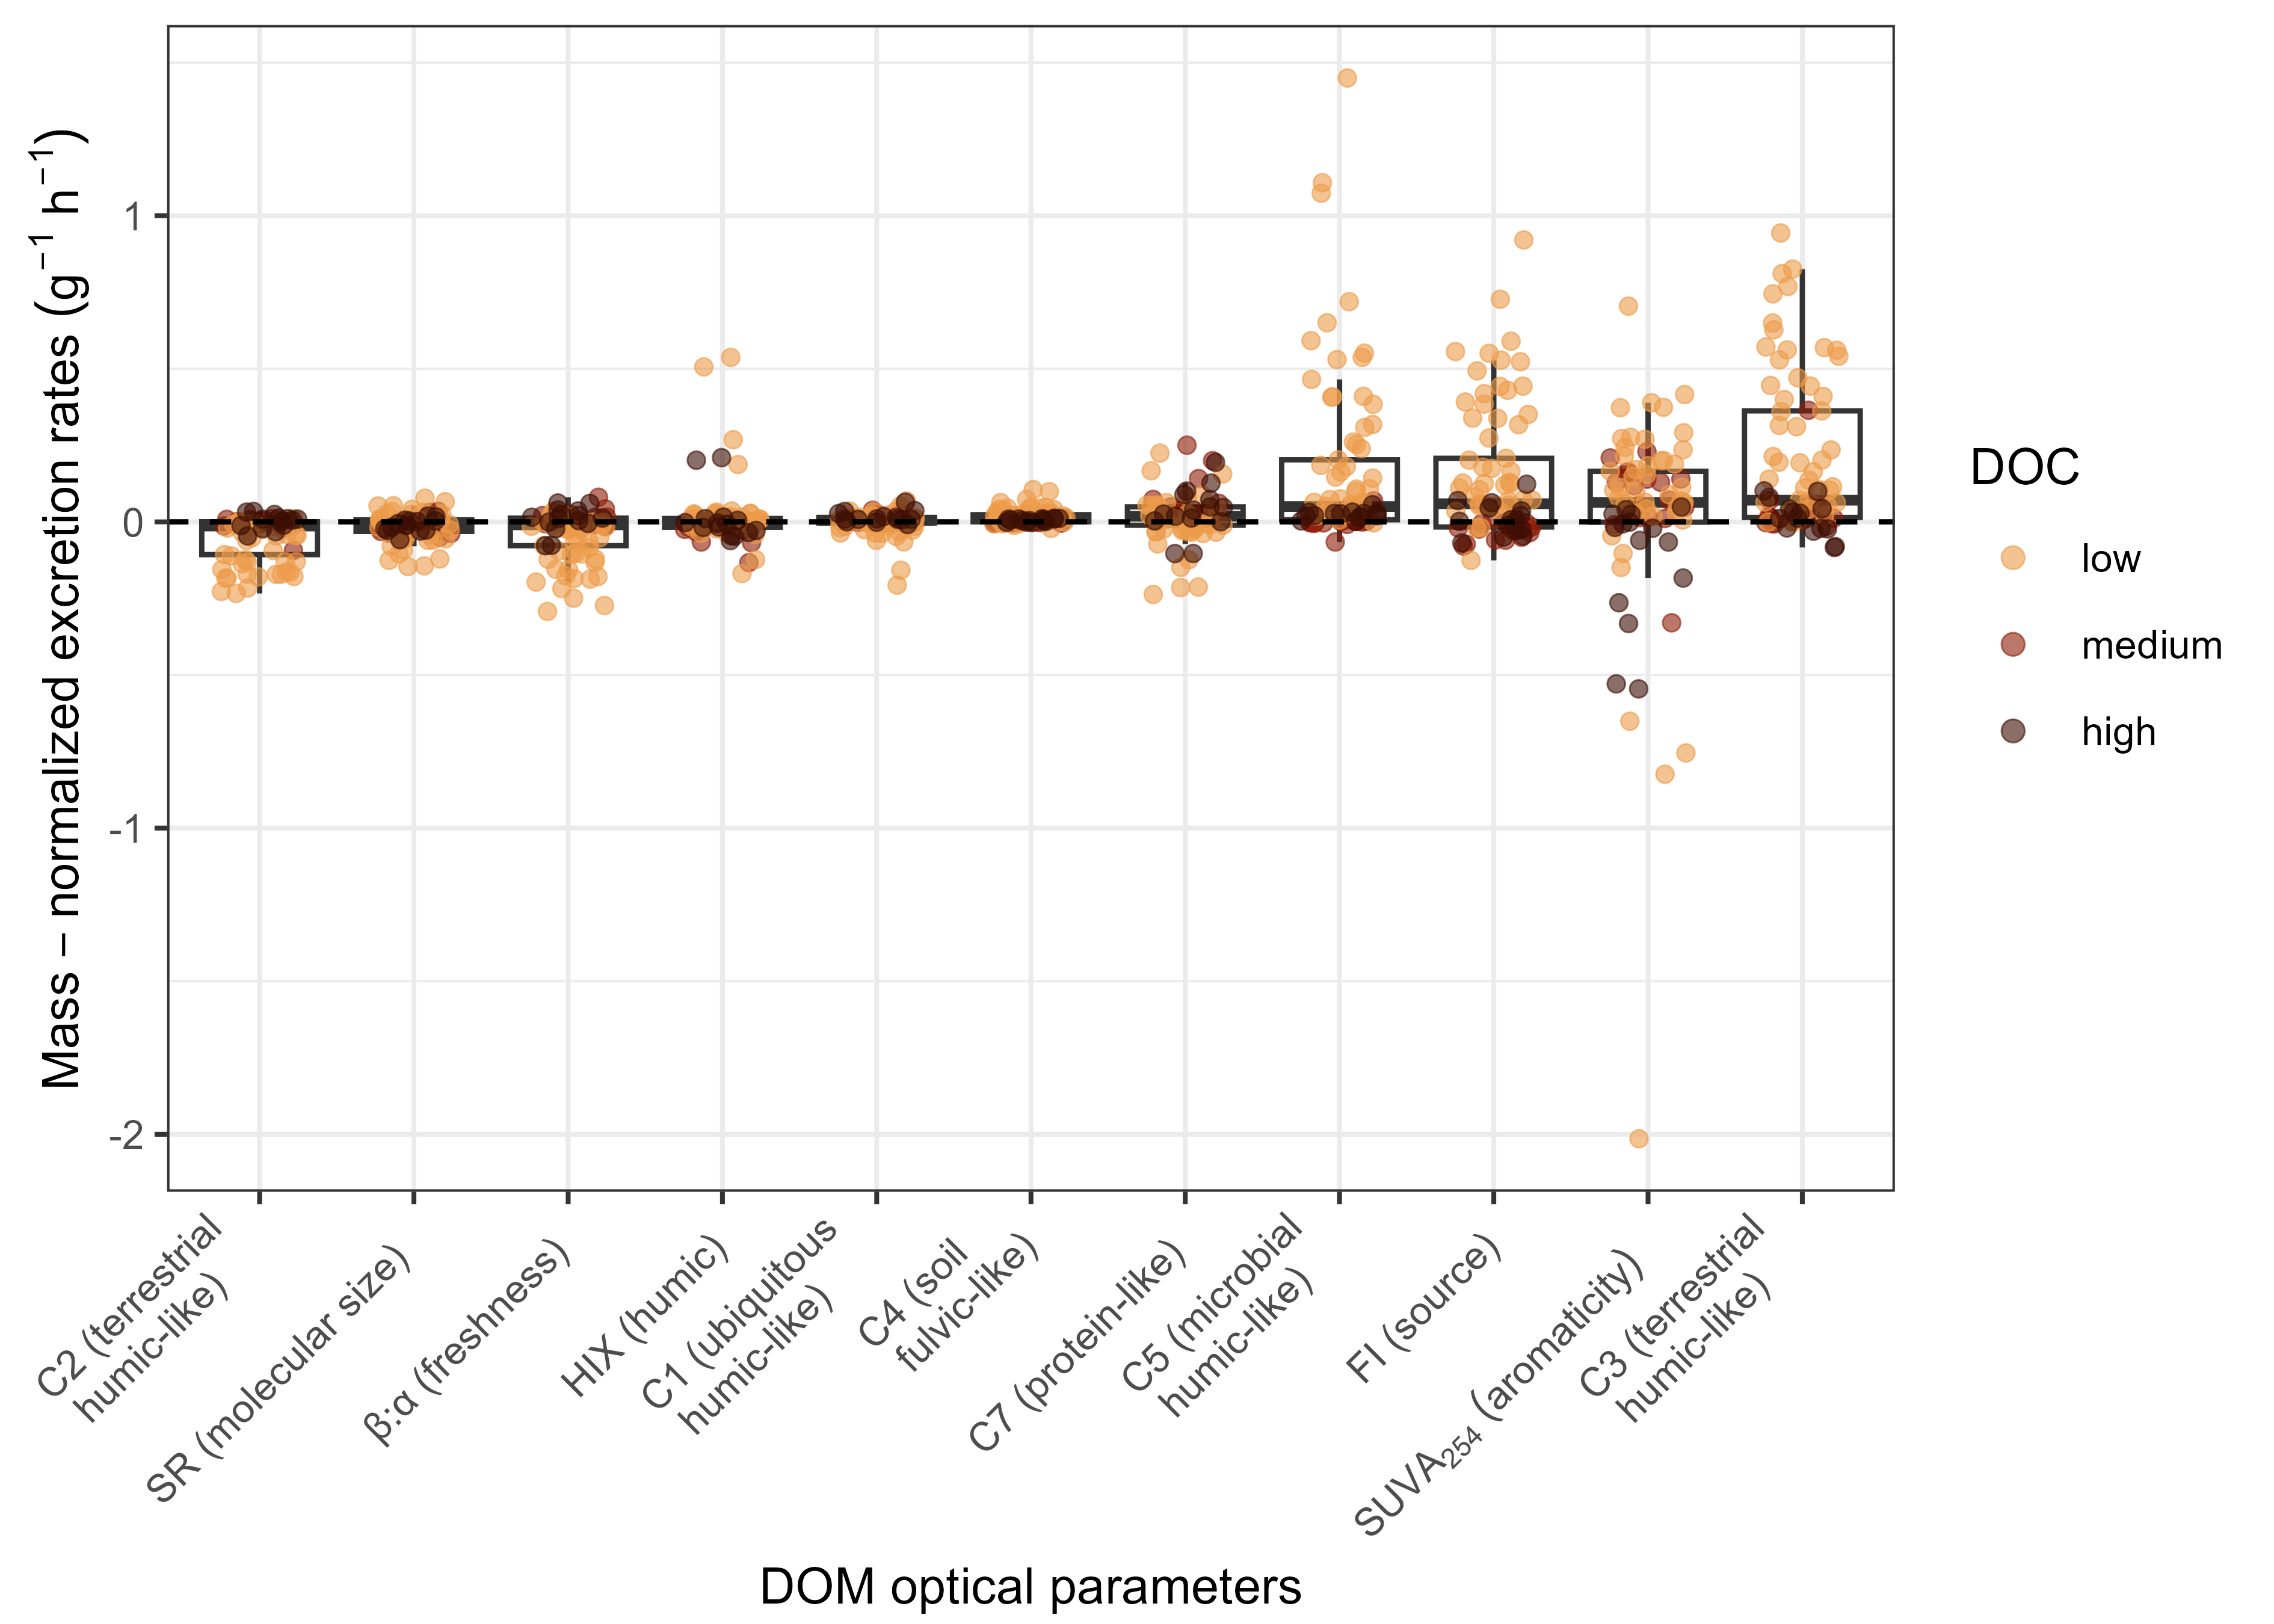 Mass − normalized excretion rates (g⁻¹ h⁻¹)
1
0
-1
-2
C2 (terrestrial
humic-like)
SR (molecular size)
β:α (freshness)
HIX (humic)
C1 (ubiquitous
humic-like)
C4 (soil
fulvic-like)
C7 (protein-like)
C5 (microbial
humic-like)
FI (source)
SUVA₂₅₄ (aromaticity)
C3 (terrestrial
humic-like)
DOM optical parameters
DOC
low
medium
high